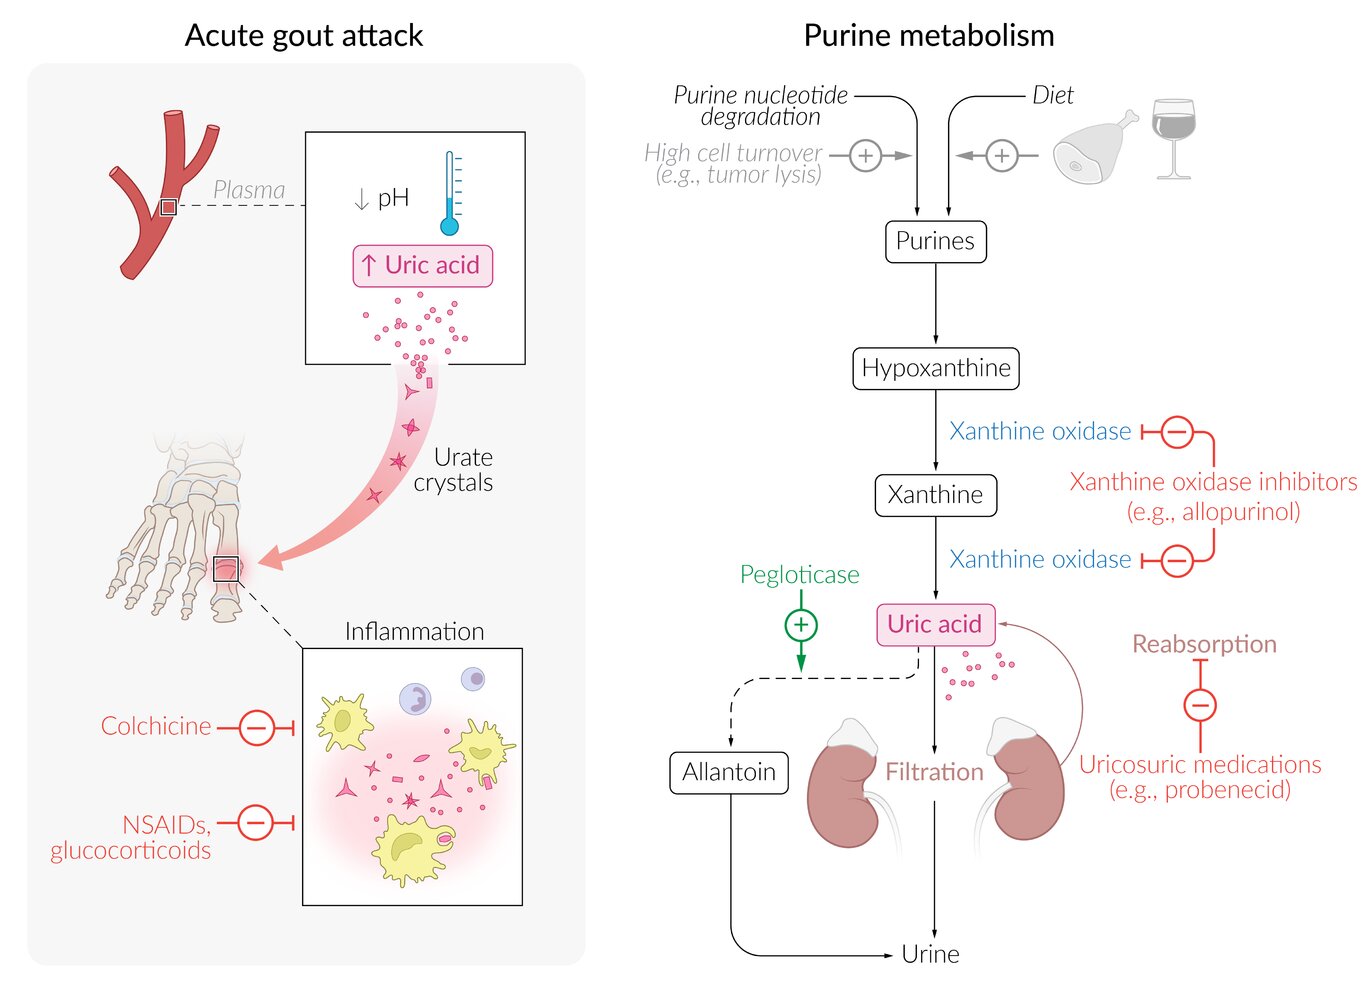 Acute gout attack
Plasma
↓ pH
↑ Uric acid
Urate
crystals
Inflammation
Colchicine
NSAIDs,
glucocorticoids
Purine metabolism
Purine nucleotide
degradation
Diet
High cell turnover
(e.g., tumor lysis)
+
+
Purines
Hypoxanthine
Xanthine oxidase
Xanthine oxidase inhibitors
(e.g., allopurinol)
Xanthine
Xanthine oxidase
Pegloticase
+
Uric acid
Reabsorption
Allantoin
Filtration
Uricosuric medications
(e.g., probenecid)
Urine